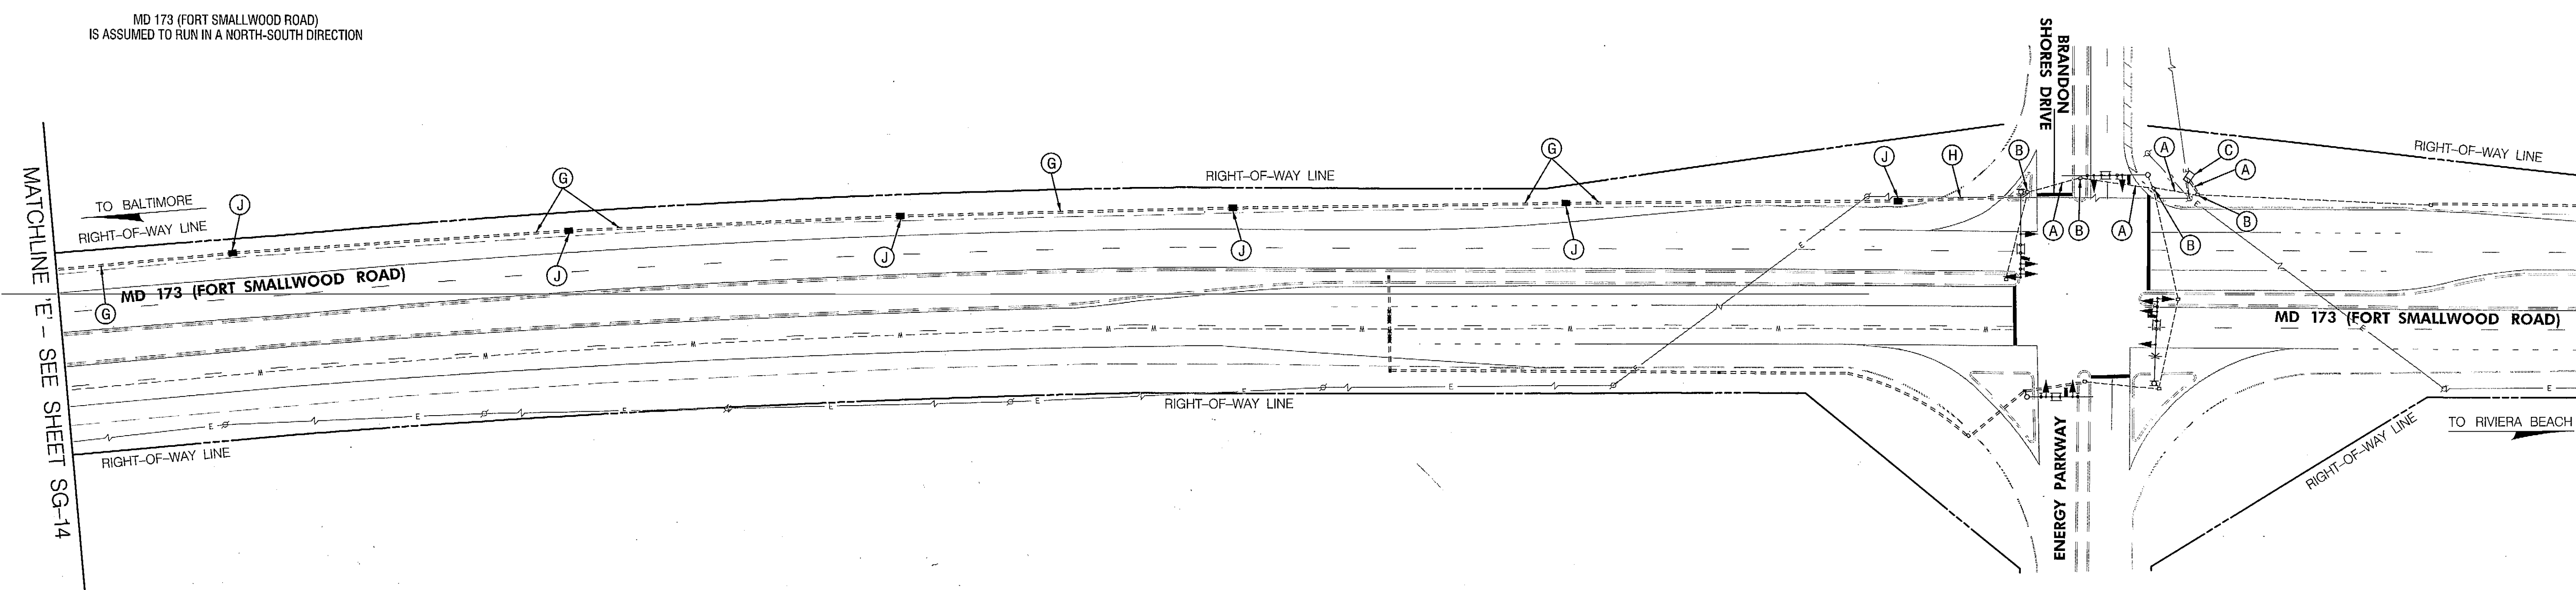 MD 173 (FORT SMALLWOOD ROAD)
IS ASSUMED TO RUN IN A NORTH-SOUTH DIRECTION
MATCHLINE 'E' - SEE SHEET SG-14
TO BALTIMORE
RIGHT-OF-WAY LINE
MD 173 (FORT SMALLWOOD ROAD)
G
J
G
J
J
G
J
G
J
RIGHT-OF-WAY LINE
J
H
B
BRANDON
SHORES DRIVE
A
B
A
A
C
A
B
B
RIGHT-OF-WAY LINE
MD 173 (FORT SMALLWOOD ROAD)
TO RIVIERA BEACH
RIGHT-OF-WAY LINE
ENERGY PARKWAY
RIGHT-OF-WAY LINE
RIGHT-OF-WAY LINE
E
E
E
E
E
E
E
E
E